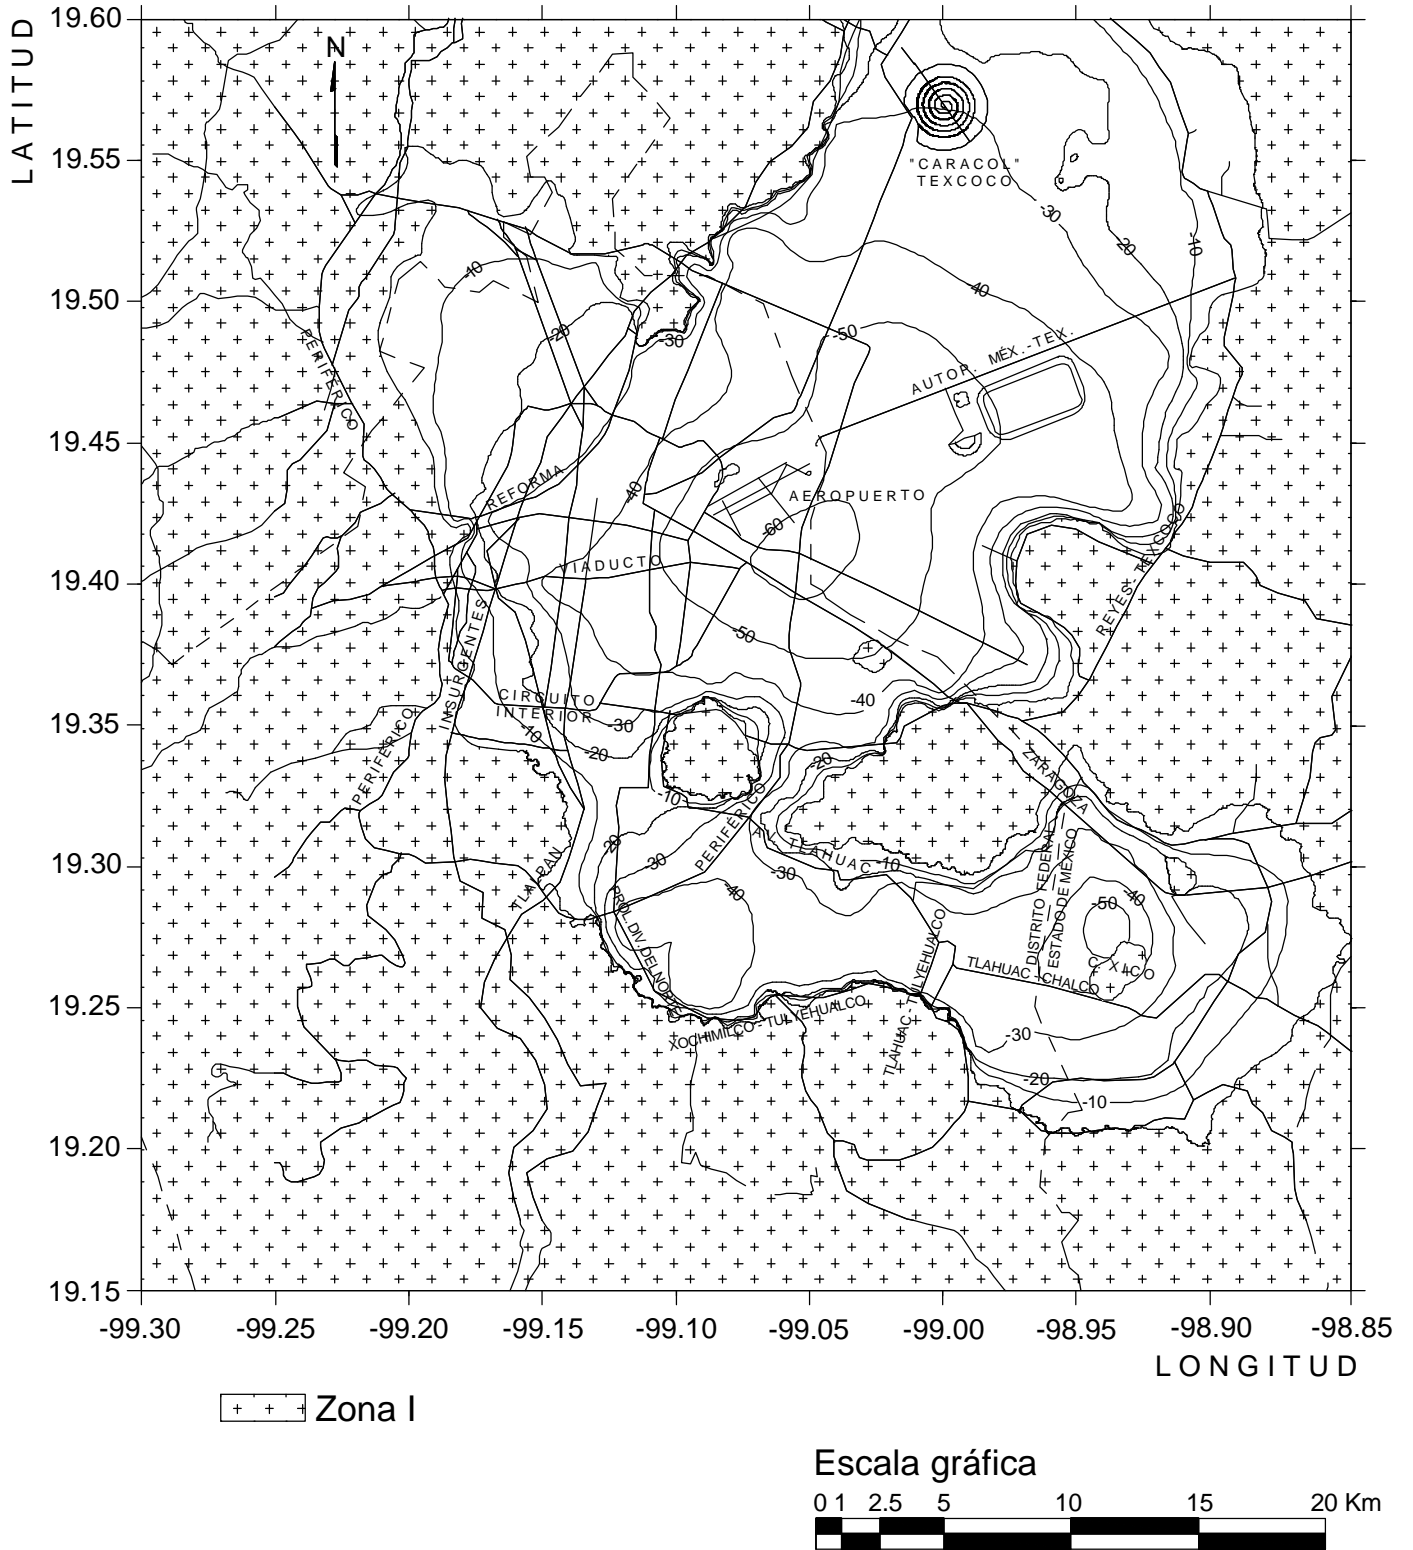 LATITUD
19.60
19.55
19.50
19.45
19.40
19.35
19.30
19.25
19.20
19.15
N
"CARACOL"
TEXCOCO
-30
20
-40
-10
40
-20
-50
-30
AUTOP. MÉX.-TEX.
PERIFÉRICO
REFORMA
-40
AEROPUERTO
-60
VIADUCTO
REYES - TEXCOCO
-50
INSURGENTES
CIRCUITO
INTERIOR
-40
-30
-10
-20
-20
PERIFÉRICO
ZARAGOZA
-10
PERIFÉRICO
20
30
AV. TLAHUAC
-10
-30
TLALPAN
-40
DISTRITO FEDERAL
ESTADO DE MÉXICO
-40
-50
PROL. DIV. DEL NORTE
TLAHUAC - TULYEHUALCO
TLAHUAC - CHALCO
XICO
XOCHIMILCO - TULYEHUALCO
-30
-20
-10
-99.30
-99.25
-99.20
-99.15
-99.10
-99.05
-99.00
-98.95
-98.90
-98.85
LONGITUD
Zona I
Escala gráfica
0 1 2.5 5 10 15 20 Km